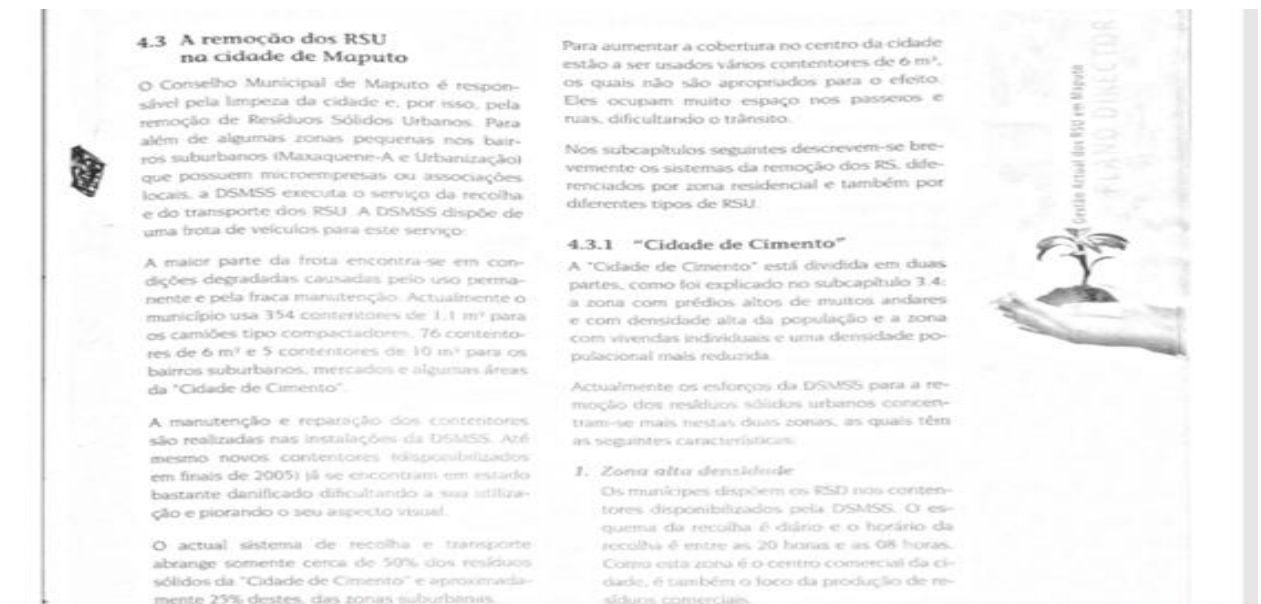 4.3 A remoção dos RSU
na cidade de Maputo
O Conselho Municipal de Maputo é respon-
sável pela limpeza da cidade e, por isso, pela
remoção de Resíduos Sólidos Urbanos. Para
além de algumas zonas pequenas nos bair-
ros suburbanos (Maxaquene-A e Urbanização)
que possuem microempresas ou associações
locais, a DSMSS executa o serviço da recolha
e do transporte dos RSU. A DSMSS dispõe de
uma frota de veículos para este serviço.
A maior parte da frota encontra-se em con-
dições degradadas causadas pelo uso perma-
nente e pela fraca manutenção. Actualmente o
município usa 354 contentores de 1.1 m³ para
os camiões tipo compactadores, 76 contento-
res de 6 m³ e 5 contentores de 10 m³ para os
bairros suburbanos, mercados e algumas áreas
da "Cidade de Cimento".
A manutenção e reparação dos contentores
são realizadas nas instalações da DSMSS. Até
mesmo novos contentores (disponibilizados
em finais de 2005) já se encontram em estado
bastante danificado dificultando a sua utiliza-
ção e piorando o seu aspecto visual.
O actual sistema de recolha e transporte
abrange somente cerca de 50% dos resíduos
sólidos da "Cidade de Cimento" e aproximada-
mente 25% destes, das zonas suburbanas.
Para aumentar a cobertura no centro da cidade
estão a ser usados vários contentores de 6 m³,
os quais não são apropriados para o efeito.
Eles ocupam muito espaço nos passeios e
ruas, dificultando o trânsito.
Nos subcapítulos seguintes descrevem-se bre-
vemente os sistemas da remoção dos RS, dife-
renciados por zona residencial e também por
diferentes tipos de RSU.
4.3.1 "Cidade de Cimento"
A "Cidade de Cimento" está dividida em duas
partes, como foi explicado no subcapítulo 3.4:
a zona com prédios altos de muitos andares
e com densidade alta da população e a zona
com vivendas individuais e uma densidade po-
pulacional mais reduzida.
Actualmente os esforços da DSMSS para a re-
moção dos resíduos sólidos urbanos concen-
tram-se mais nestas duas zonas, as quais têm
as seguintes características:
1. Zona alta densidade
Os munícipes dispõem os RSD nos conten-
tores disponibilizados pela DSMSS. O es-
quema da recolha é diário e o horário da
recolha é entre as 20 horas e as 08 horas.
Como esta zona é o centro comercial da ci-
dade, é também o foco da produção de re-
síduos comerciais.
Gestão Actual dos RSU em Maputo
PLANO DIRECTOR